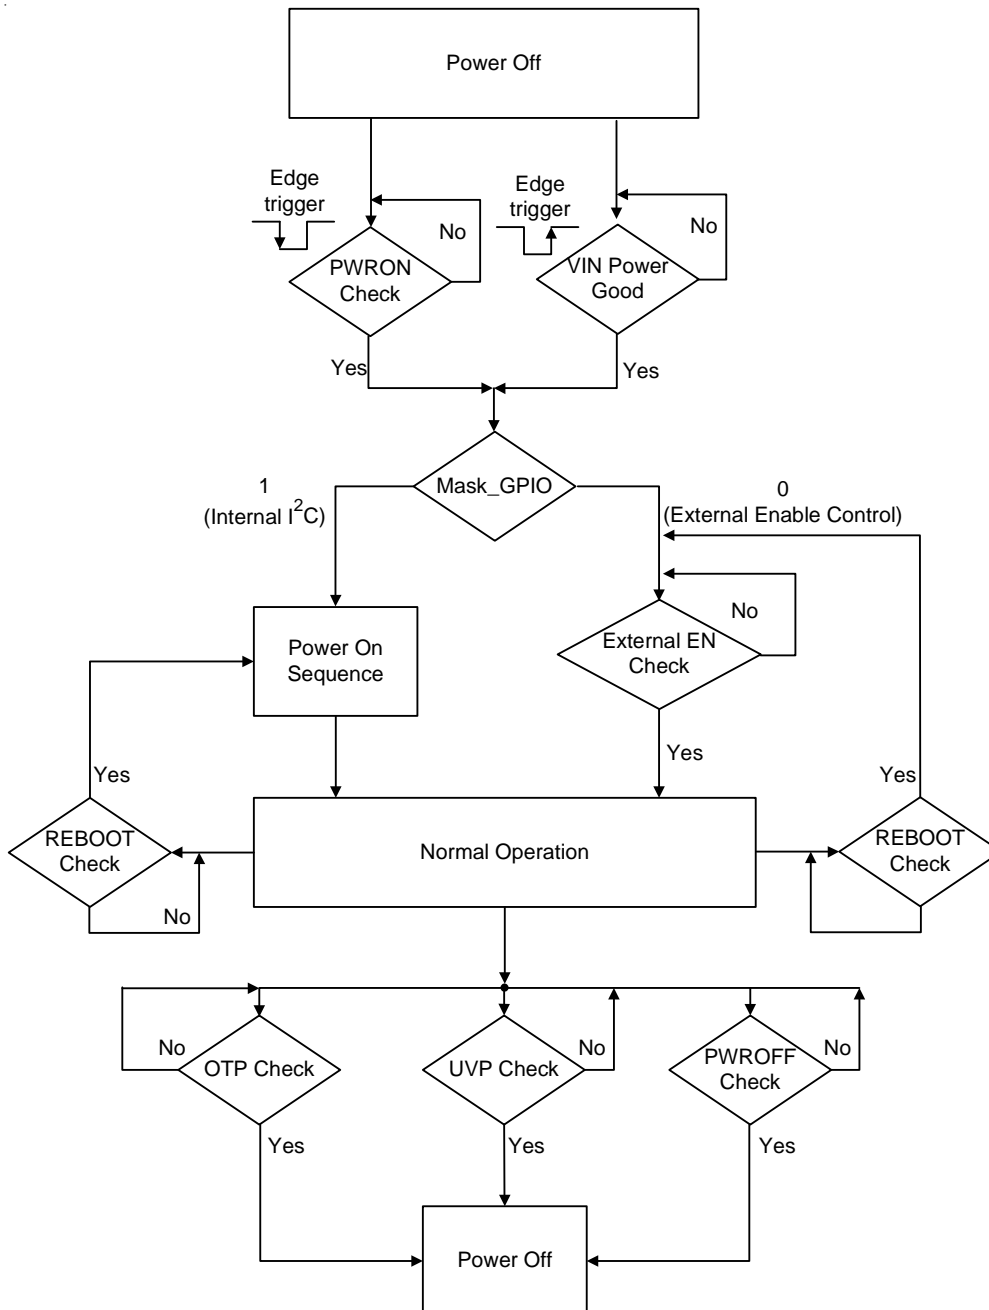 Power Off
Edge
trigger
Edge
trigger
No
No
PWRON
Check
VIN Power
Good
Yes
Yes
Mask_GPIO
1
(Internal I²C)
0
(External Enable Control)
No
Power On
Sequence
External EN
Check
Yes
Yes
Yes
REBOOT
Check
Normal Operation
REBOOT
Check
No
No
OTP Check
UVP Check
No
PWROFF
Check
No
Yes
Yes
Yes
Power Off